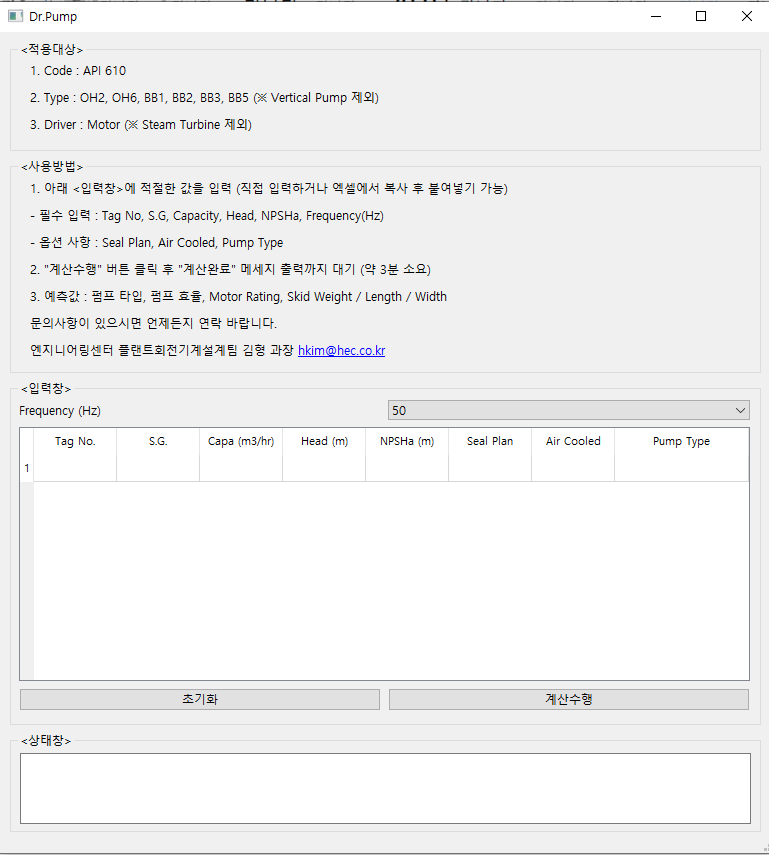 Dr.Pump
<적용대상>
1. Code : API 610
2. Type : OH2, OH6, BB1, BB2, BB3, BB5 (※ Vertical Pump 제외)
3. Driver : Motor (※ Steam Turbine 제외)
<사용방법>
1. 아래 <입력창>에 적절한 값을 입력 (직접 입력하거나 엑셀에서 복사 후 붙여넣기 가능)
- 필수 입력 : Tag No, S.G, Capacity, Head, NPSHa, Frequency(Hz)
- 옵션 사항 : Seal Plan, Air Cooled, Pump Type
2. "계산수행" 버튼 클릭 후 "계산완료" 메세지 출력까지 대기 (약 3분 소요)
3. 예측값 : 펌프 타입, 펌프 효율, Motor Rating, Skid Weight / Length / Width
문의사항이 있으시면 언제든지 연락 바랍니다.
엔지니어링센터 플랜트회전기계설계팀 김형 과장 hkim@hec.co.kr
<입력창>
Frequency (Hz) 50
Tag No. S.G. Capa (m3/hr) Head (m) NPSHa (m) Seal Plan Air Cooled Pump Type
1
초기화 계산수행
<상태창>